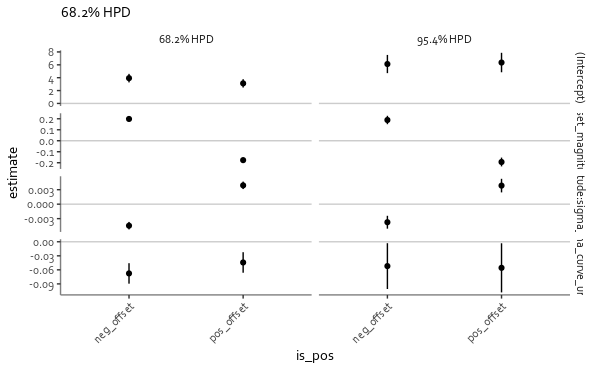 68.2% HPD
68.2% HPD
95.4% HPD
8
6
4
2
0
(Intercept)
0.2
0.1
0.0
-0.1
-0.2
set_magniti
0.003
0.000
-0.003
tude:sigma_
0.00
-0.03
-0.06
-0.09
na_curve_ur
estimate
neg_offset
pos_offset
neg_offset
pos_offset
is_pos